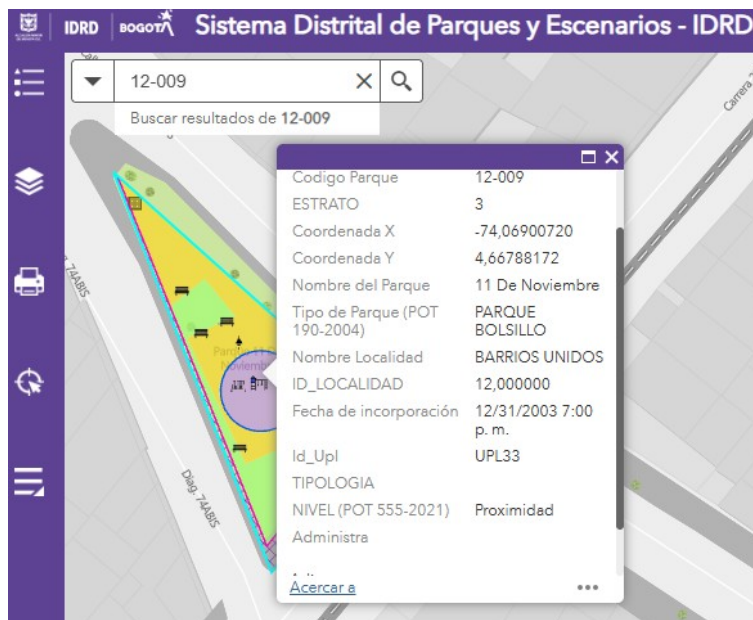 IDRD BOGOTÁ Sistema Distrital de Parques y Escenarios - IDRD
12-009
Buscar resultados de 12-009
Codigo Parque 12-009
ESTRATO 3
Coordenada X -74,06900720
Coordenada Y 4,66788172
Nombre del Parque 11 De Noviembre
Tipo de Parque (POT 190-2004) PARQUE BOLSILLO
Nombre Localidad BARRIOS UNIDOS
ID_LOCALIDAD 12,000000
Fecha de incorporación 12/31/2003 7:00 p. m.
Id_Upl UPL33
TIPOLOGIA
NIVEL (POT 555-2021) Proximidad
Administra
Acercar a
Carrera 2
74ABIS
Diag. 74ABIS